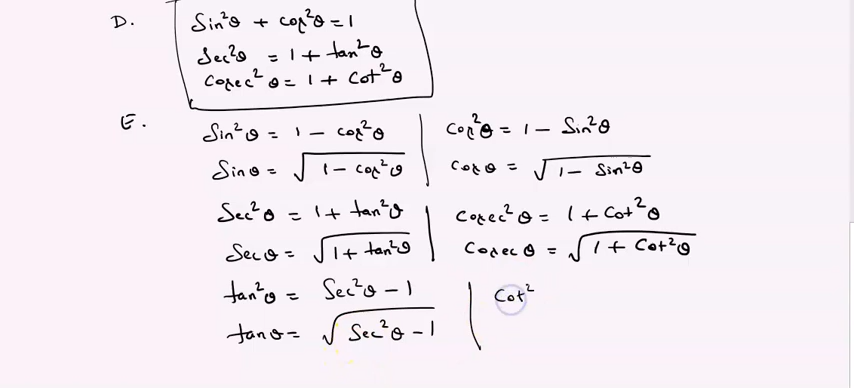 D.
Sin²θ + cos²θ = 1
Sec²θ = 1 + tan²θ
Cosec²θ = 1 + Cot²θ
E.
Sin²θ = 1 - cos²θ | Cos²θ = 1 - Sin²θ
Sinθ = √(1 - cos²θ) | Cosθ = √(1 - Sin²θ)
Sec²θ = 1 + tan²θ | Cosec²θ = 1 + Cot²θ
Secθ = √(1 + tan²θ) | Cosecθ = √(1 + Cot²θ)
tan²θ = Sec²θ - 1 | Cot²
tanθ = √(Sec²θ - 1)